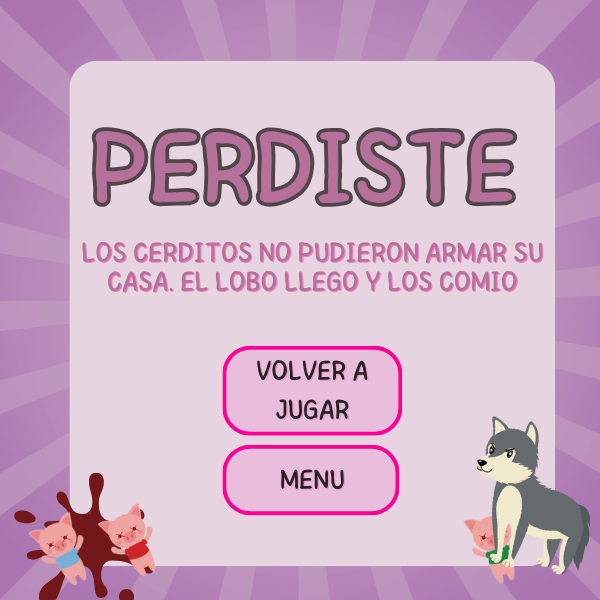 PERDISTE
LOS CERDITOS NO PUDIERON ARMAR SU
CASA. EL LOBO LLEGO Y LOS COMIO
VOLVER A
JUGAR
MENU